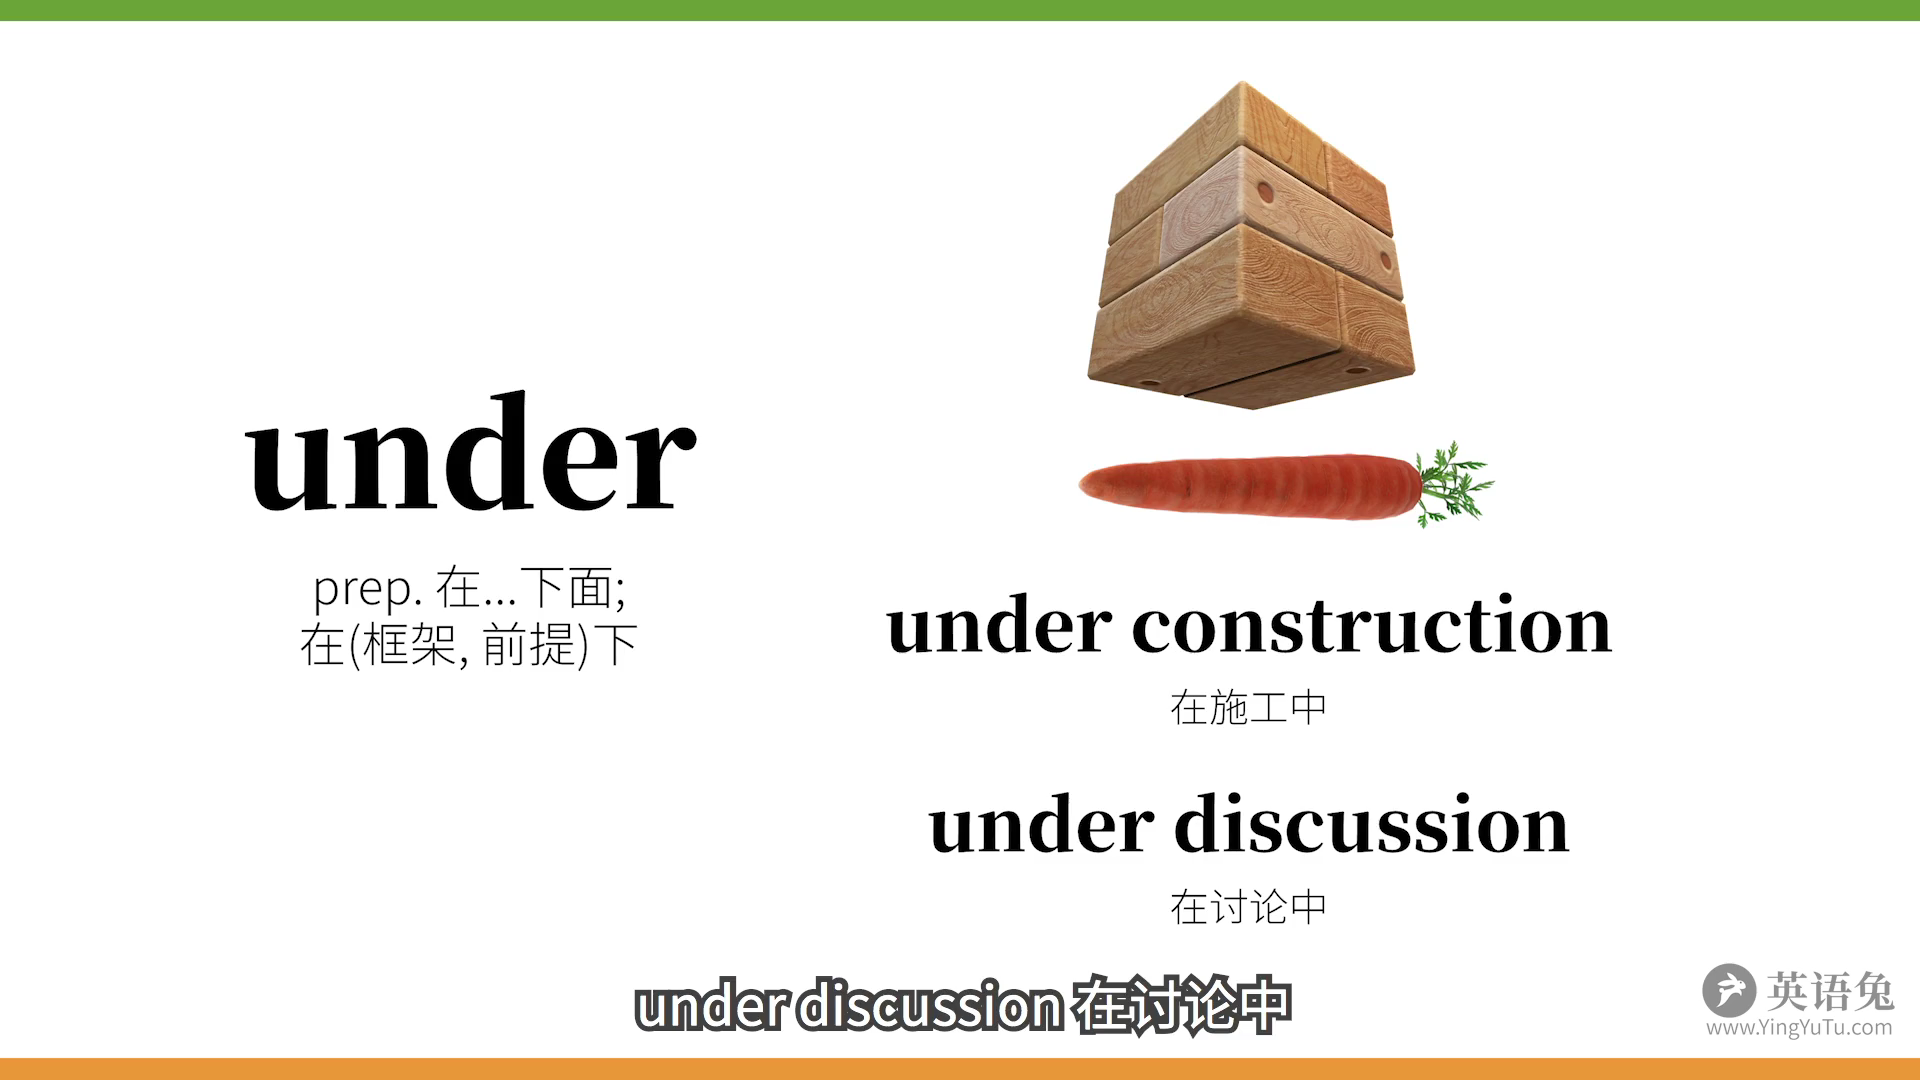 under
prep. 在...下面;
在(框架, 前提)下
under construction
在施工中
under discussion
在讨论中
under discussion 在讨论中
英语兔
www.YingYuTu.com